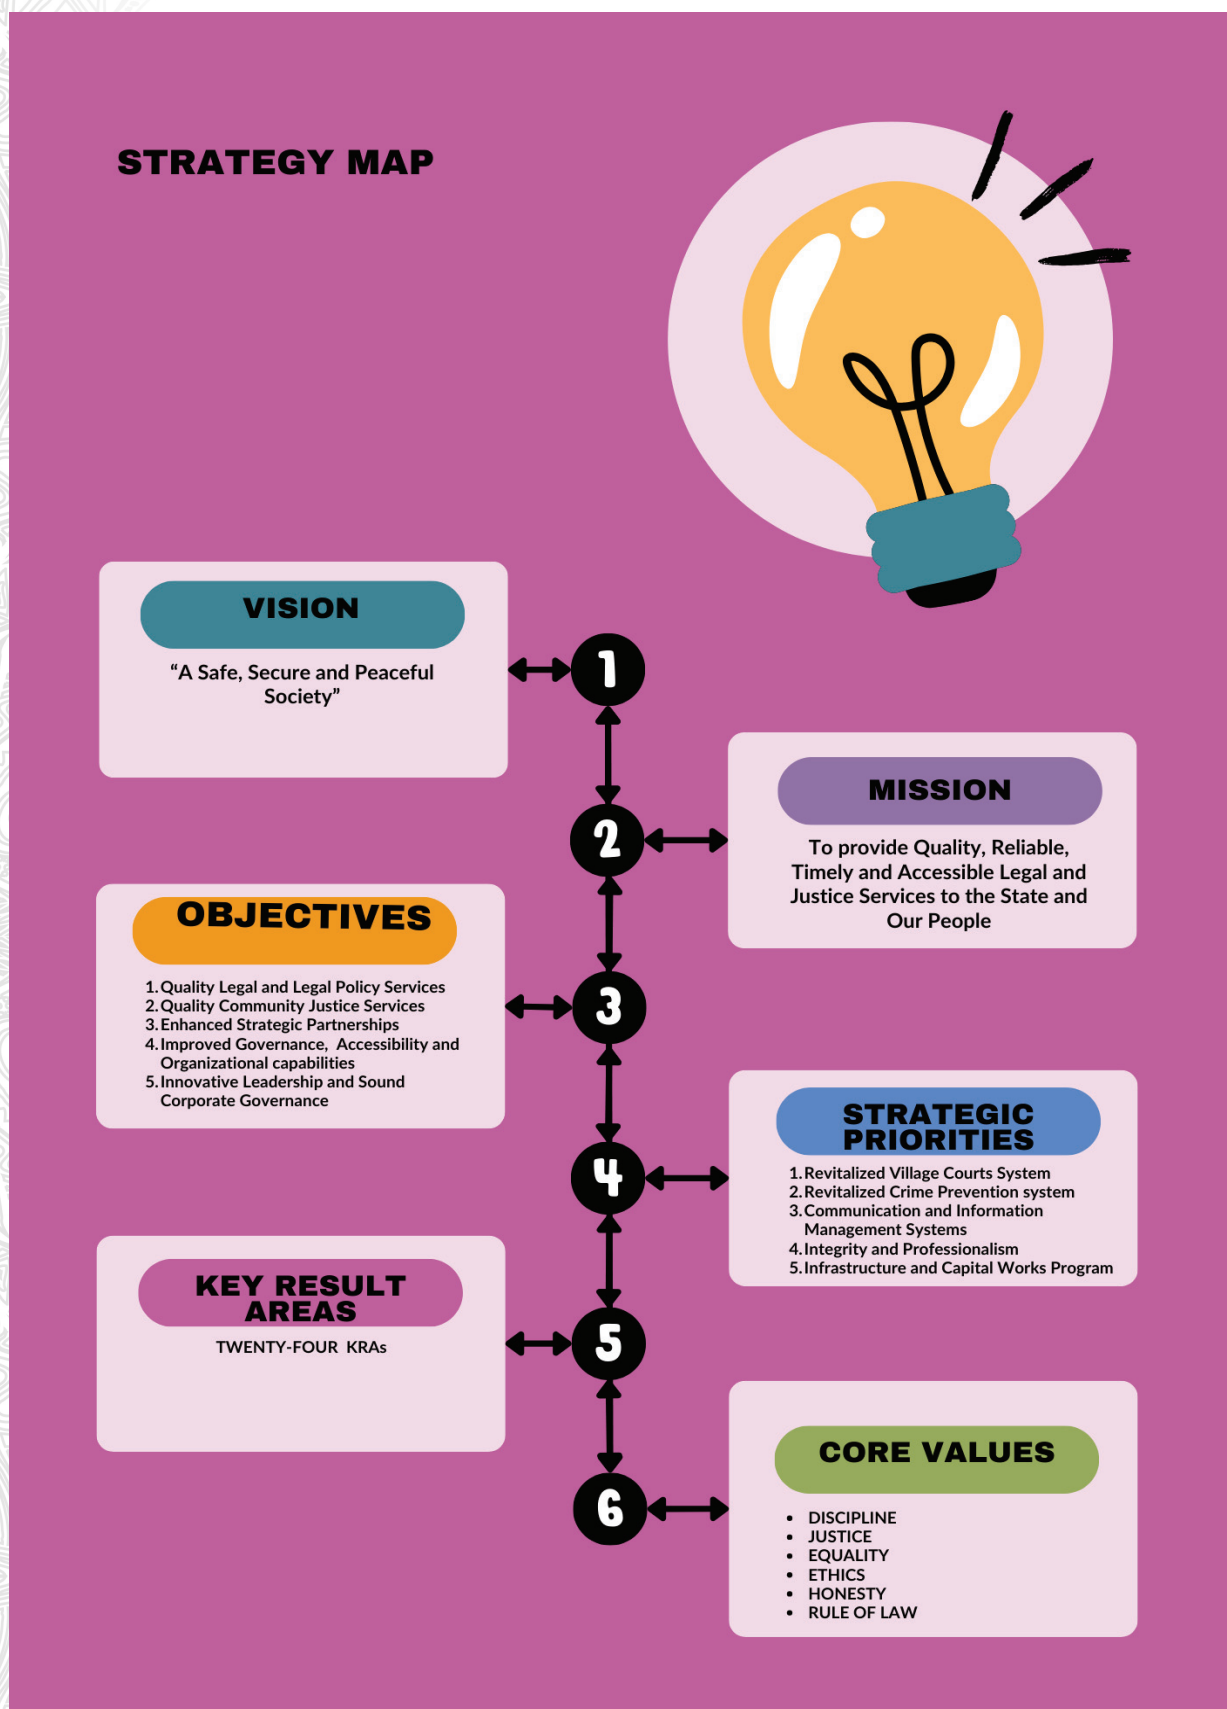 STRATEGY MAP
VISION
“A Safe, Secure and Peaceful
Society”
1
MISSION
To provide Quality, Reliable,
Timely and Accessible Legal and
Justice Services to the State and
Our People
2
OBJECTIVES
1. Quality Legal and Legal Policy Services
2. Quality Community Justice Services
3. Enhanced Strategic Partnerships
4. Improved Governance, Accessibility and
Organizational capabilities
5. Innovative Leadership and Sound
Corporate Governance
3
STRATEGIC
PRIORITIES
1. Revitalized Village Courts System
2. Revitalized Crime Prevention system
3. Communication and Information
Management Systems
4. Integrity and Professionalism
5. Infrastructure and Capital Works Program
4
KEY RESULT
AREAS
TWENTY-FOUR KRAs
5
CORE VALUES
• DISCIPLINE
• JUSTICE
• EQUALITY
• ETHICS
• HONESTY
• RULE OF LAW
6